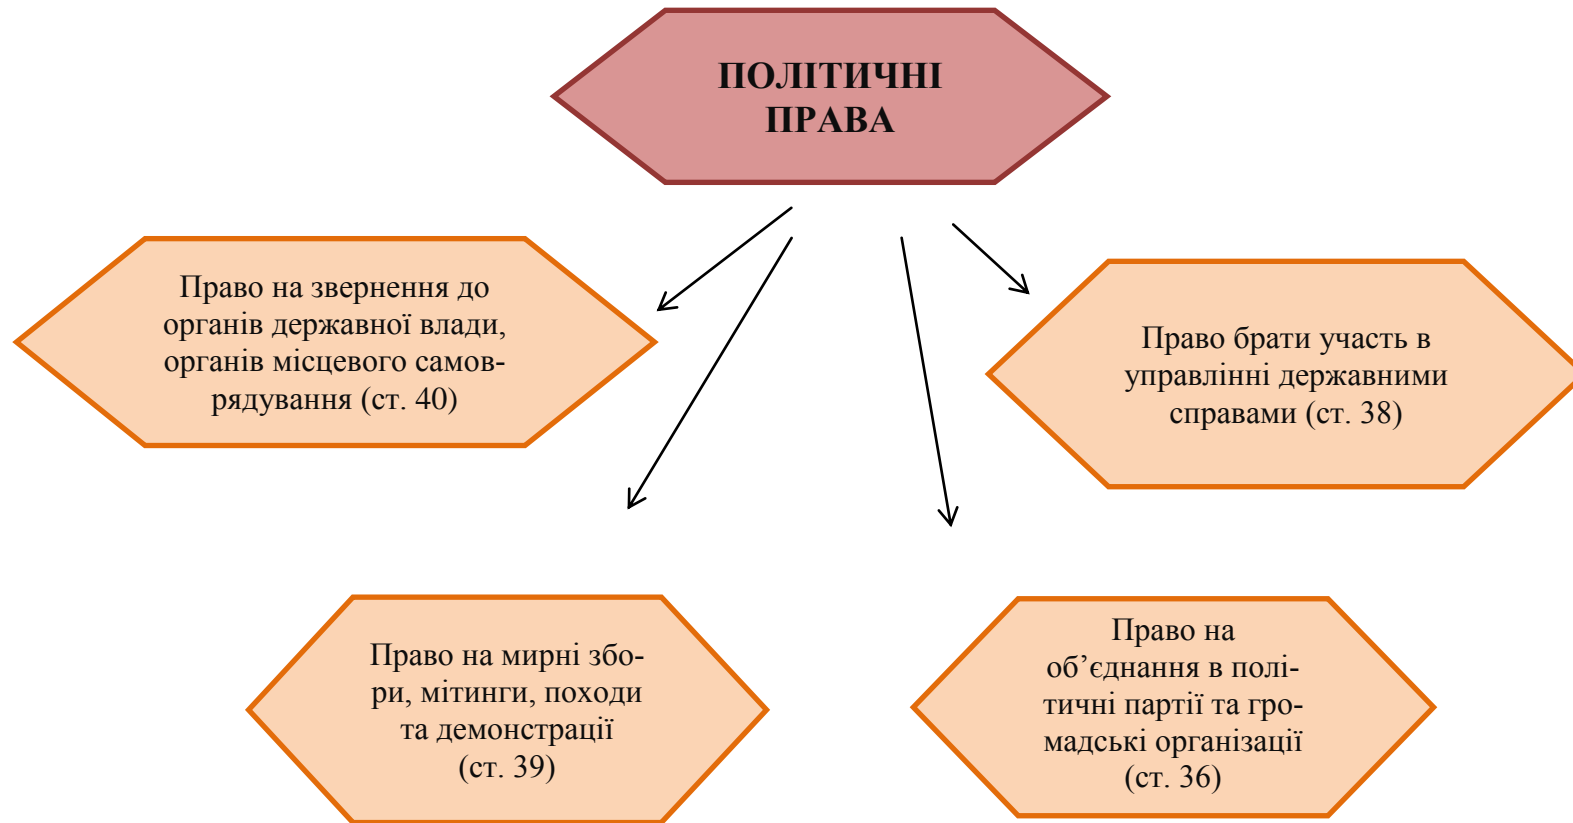 ПОЛІТИЧНІ
ПРАВА
Право на звернення до
органів державної влади,
органів місцевого самов-
рядування (ст. 40)
Право брати участь в
управлінні державними
справами (ст. 38)
Право на мирні збо-
ри, мітинги, походи
та демонстрації
(ст. 39)
Право на
об’єднання в полі-
тичні партії та гро-
мадські організації
(ст. 36)